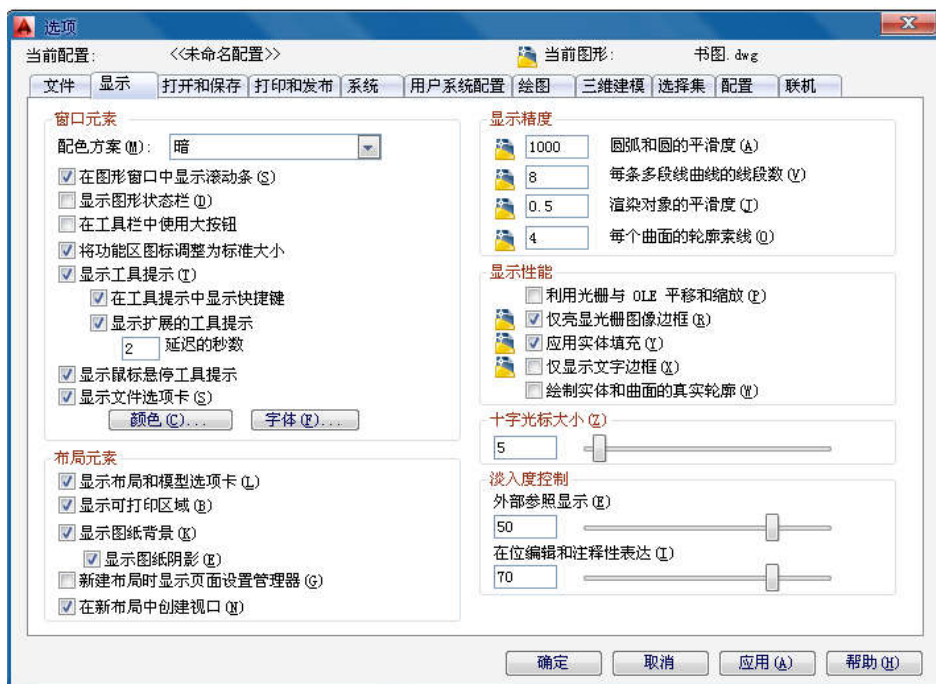 选项
当前配置: <<未命名配置>> 当前图形: 书图.dwg
文件 显示 打开和保存 打印和发布 系统 用户系统配置 绘图 三维建模 选择集 配置 联机
窗口元素
配色方案(M): 暗
在图形窗口中显示滚动条(S)
显示图形状态栏(D)
在工具栏中使用大按钮
将功能区图标调整为标准大小
显示工具提示(T)
在工具提示中显示快捷键
显示扩展的工具提示
2 延迟的秒数
显示鼠标悬停工具提示
显示文件选项卡(S)
颜色(C)... 字体(F)...
布局元素
显示布局和模型选项卡(L)
显示可打印区域(B)
显示图纸背景(K)
显示图纸阴影(E)
新建布局时显示页面设置管理器(G)
在新布局中创建视口(N)
显示精度
1000 圆弧和圆的平滑度(A)
8 每条多段线曲线的线段数(V)
0.5 渲染对象的平滑度(J)
4 每个曲面的轮廓素线(O)
显示性能
利用光栅与 OLE 平移和缩放(P)
仅亮显光栅图像边框(R)
应用实体填充(Y)
仅显示文字边框(X)
绘制实体和曲面的真实轮廓(W)
十字光标大小(Z)
5
淡入度控制
外部参照显示(E)
50
在位编辑和注释性表达(I)
70
确定 取消 应用(A) 帮助(H)